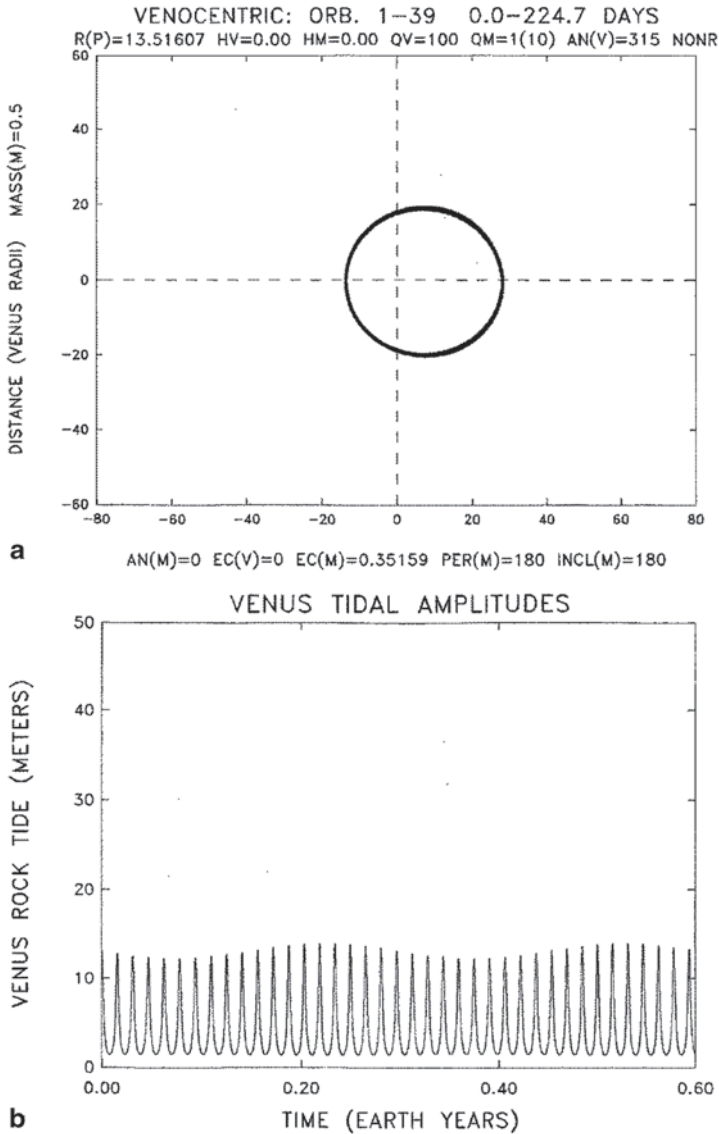 VENOCENTRIC: ORB. 1–39 0.0–224.7 DAYS
R(P)=13.51607 HV=0.00 HM=0.00 QV=100 QM=1(10) AN(V)=315 NONR
DISTANCE (VENUS RADII) MASS(M)=0.5
60
40
20
0
−20
−40
−60
−80 −60 −40 −20 0 20 40 60 80
a
AN(M)=0 EC(V)=0 EC(M)=0.35159 PER(M)=180 INCL(M)=180
VENUS TIDAL AMPLITUDES
VENUS ROCK TIDE (METERS)
50
40
30
20
10
0
0.00 0.20 0.40 0.60
b
TIME (EARTH YEARS)